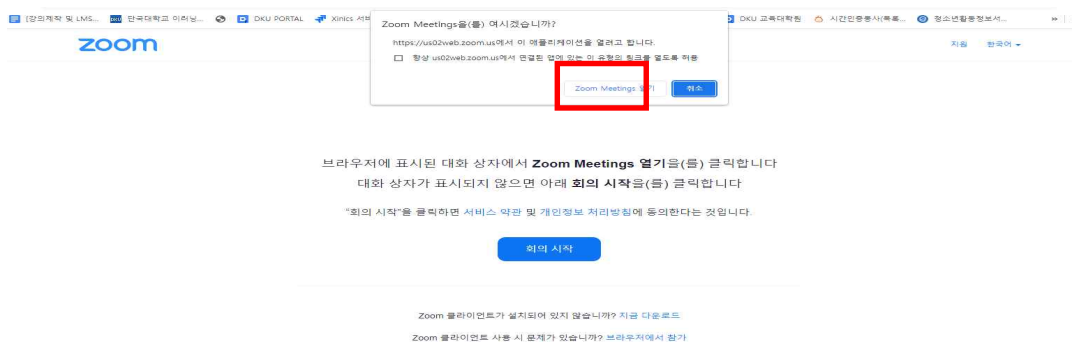 [강의제작 및 LMS... 단국대학교 이러닝... DKU PORTAL Xinics DKU 교육대학원 시간인증봉사(목록... 청소년활동정보서... »
Zoom Meetings을(를) 여시겠습니까?
https://us02web.zoom.us에서 이 애플리케이션을 열려고 합니다.
항상 us02web.zoom.us에서 연결된 앱에 있는 이 유형의 링크를 열도록 허용
Zoom Meetings 열기 취소
zoom 지원 한국어
브라우저에 표시된 대화 상자에서 Zoom Meetings 열기을(를) 클릭합니다
대화 상자가 표시되지 않으면 아래 회의 시작을(를) 클릭합니다
“회의 시작”을 클릭하면 서비스 약관 및 개인정보 처리방침에 동의한다는 것입니다.
회의 시작
Zoom 클라이언트가 설치되어 있지 않습니까? 지금 다운로드
Zoom 클라이언트 사용 시 문제가 있습니까? 브라우저에서 참가